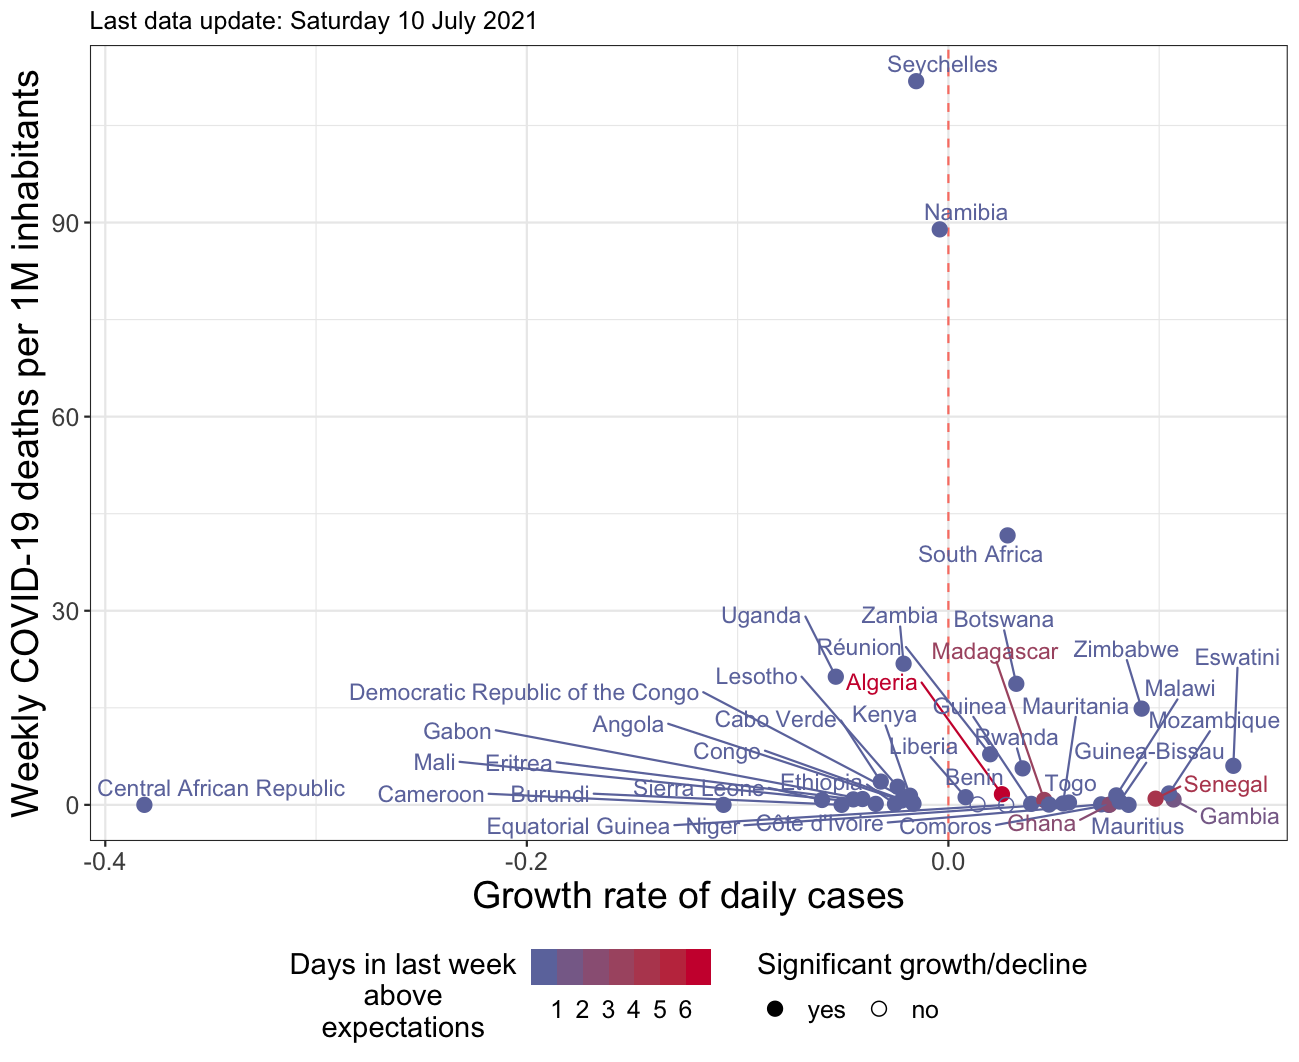 Last data update: Saturday 10 July 2021
Weekly COVID-19 deaths per 1M inhabitants
90
60
30
0
Seychelles
Namibia
South Africa
Uganda
Zambia
Botswana
Réunion
Madagascar
Zimbabwe
Eswatini
Lesotho
Algeria
Democratic Republic of the Congo
Malawi
Guinea
Mauritania
Kenya
Cabo Verde
Mozambique
Angola
Gabon
Rwanda
Liberia
Congo
Guinea-Bissau
Mali
Eritrea
Benin
Ethiopia
Togo
Senegal
Central African Republic
Sierra Leone
Cameroon
Burundi
Gambia
Equatorial Guinea
Niger
Côte d'Ivoire
Comoros
Ghana
Mauritius
-0.4
-0.2
0.0
Growth rate of daily cases
Days in last week
above
expectations
1 2 3 4 5 6
Significant growth/decline
yes
no